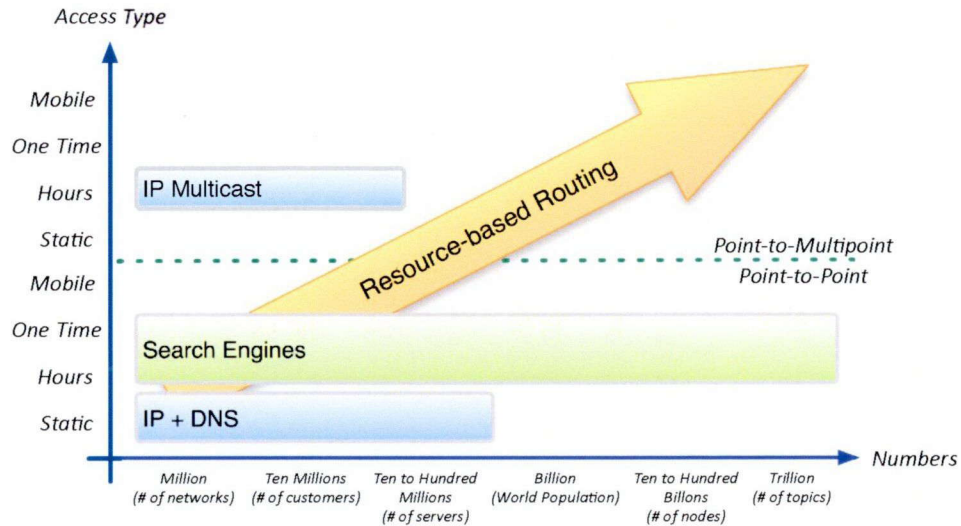 Access Type
Mobile
One Time
Hours
Static
Mobile
One Time
Hours
Static
IP Multicast
Resource-based Routing
Point-to-Multipoint
Point-to-Point
Search Engines
IP + DNS
Numbers
Million
(# of networks)
Ten Millions
(# of customers)
Ten to Hundred
Millions
(# of servers)
Billion
(World Population)
Ten to Hundred
Billons
(# of nodes)
Trillion
(# of topics)